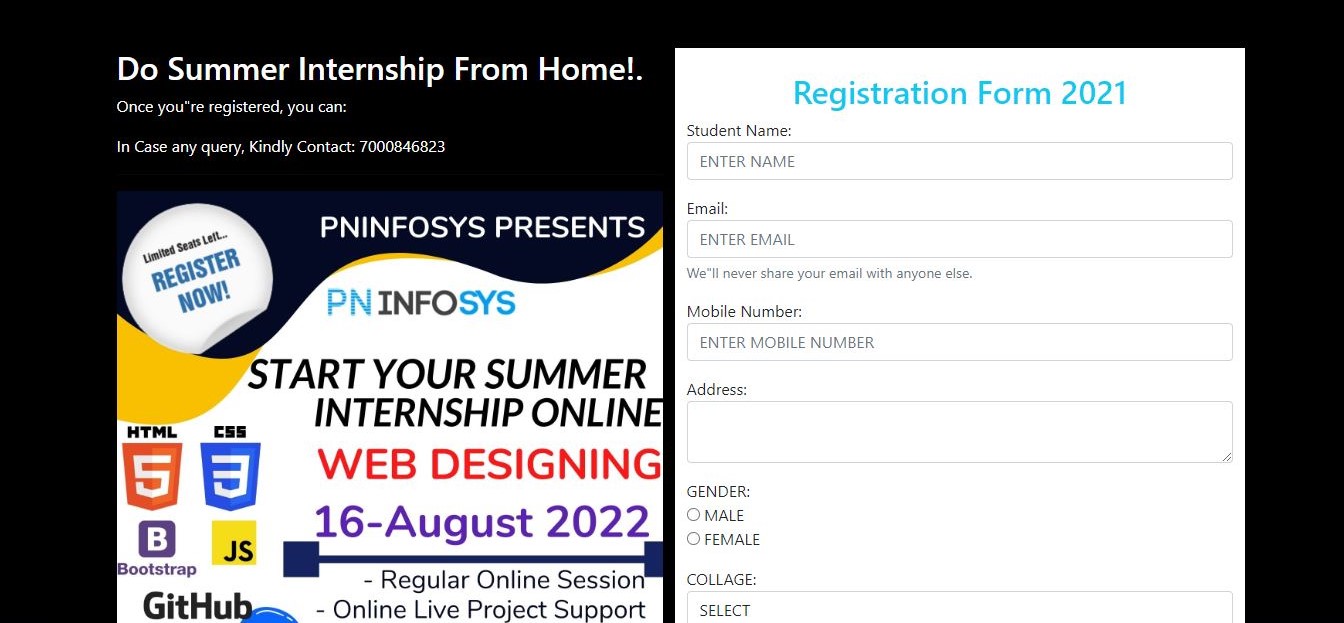 Do Summer Internship From Home!.
Once you"re registered, you can:
In Case any query, Kindly Contact: 7000846823
Limited Seats Left...
REGISTER
NOW!
PNINFOSYS PRESENTS
PN INFOSYS
START YOUR SUMMER
INTERNSHIP ONLINE
WEB DESIGNING
16-August 2022
- Regular Online Session
- Online Live Project Support
HTML
CSS
5
3
B
JS
Bootstrap
GitHub
Registration Form 2021
Student Name:
ENTER NAME
Email:
ENTER EMAIL
We"ll never share your email with anyone else.
Mobile Number:
ENTER MOBILE NUMBER
Address:
GENDER:
MALE
FEMALE
COLLAGE:
SELECT